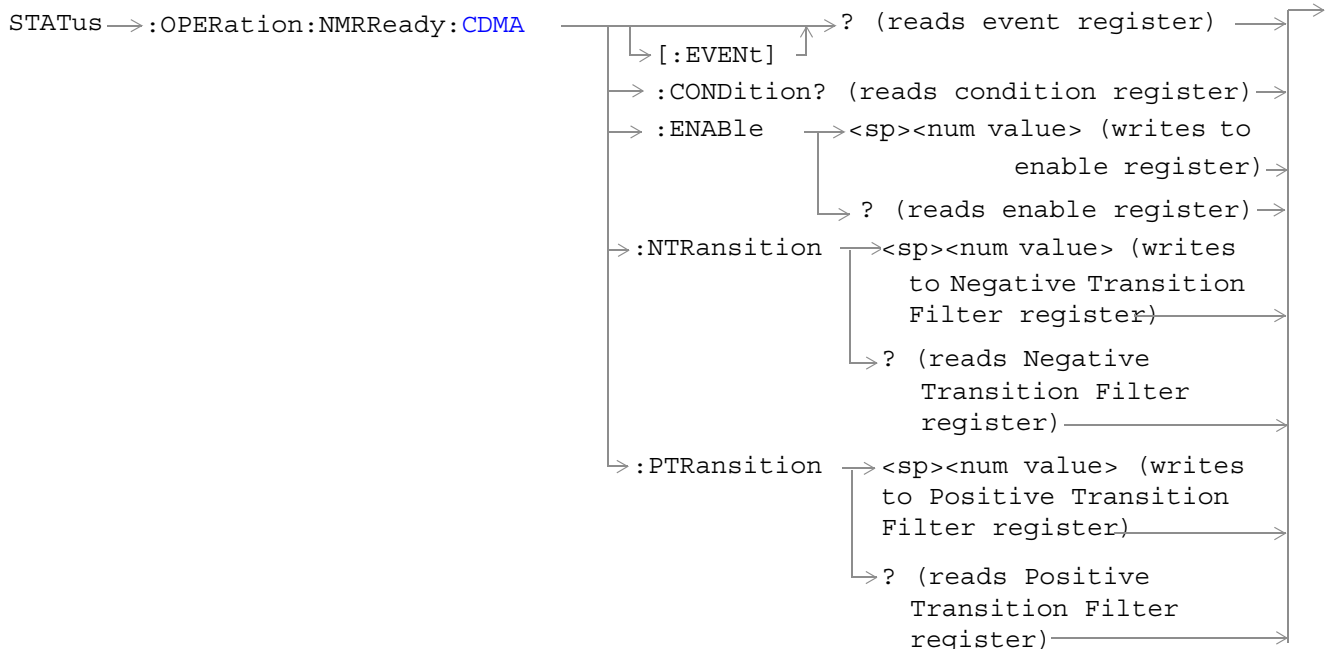 STATus :OPERation:NMRReady:CDMA ? (reads event register)
[:EVENt]
:CONDition? (reads condition register)
:ENABle <sp><num value> (writes to
enable register)
? (reads enable register)
:NTRansition <sp><num value> (writes
to Negative Transition
Filter register)
? (reads Negative
Transition Filter
register)
:PTRansition <sp><num value> (writes
to Positive Transition
Filter register)
? (reads Positive
Transition Filter
register)